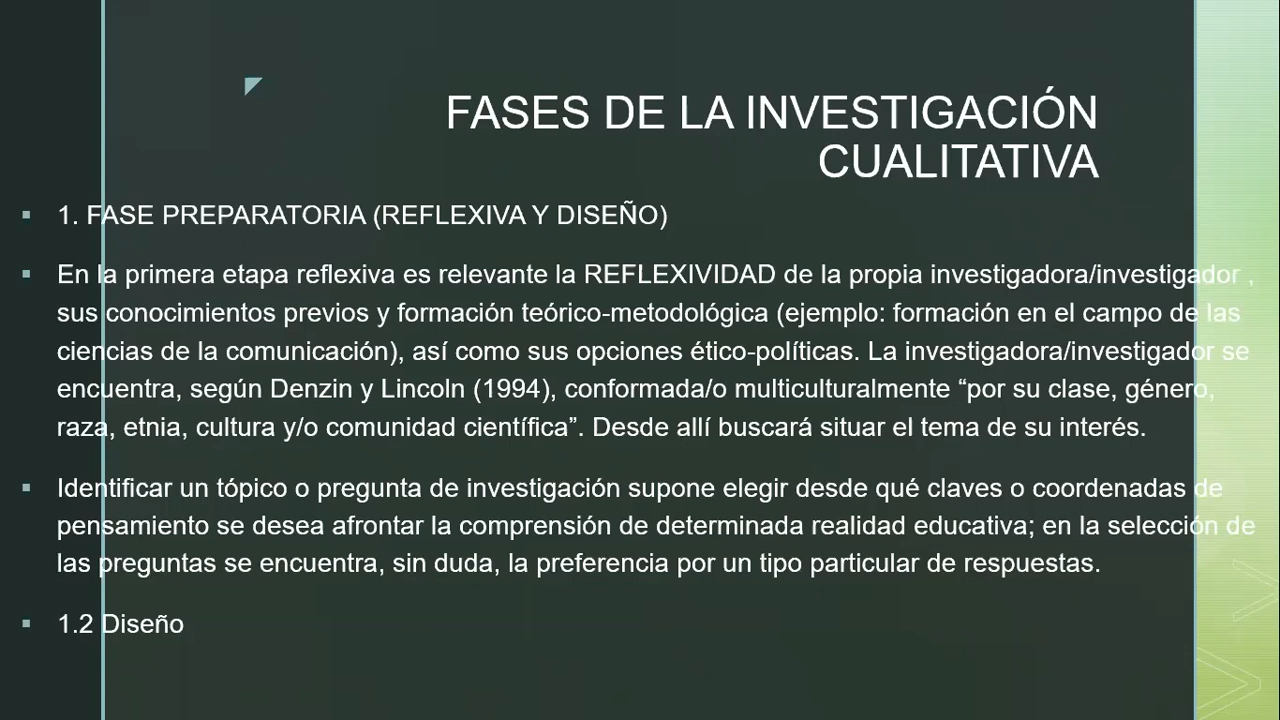 FASES DE LA INVESTIGACIÓN
CUALITATIVA
▪ 1. FASE PREPARATORIA (REFLEXIVA Y DISEÑO)
▪ En la primera etapa reflexiva es relevante la REFLEXIVIDAD de la propia investigadora/investigador ,
sus conocimientos previos y formación teórico-metodológica (ejemplo: formación en el campo de las
ciencias de la comunicación), así como sus opciones ético-políticas. La investigadora/investigador se
encuentra, según Denzin y Lincoln (1994), conformada/o multiculturalmente “por su clase, género,
raza, etnia, cultura y/o comunidad científica”. Desde allí buscará situar el tema de su interés.
▪ Identificar un tópico o pregunta de investigación supone elegir desde qué claves o coordenadas de
pensamiento se desea afrontar la comprensión de determinada realidad educativa; en la selección de
las preguntas se encuentra, sin duda, la preferencia por un tipo particular de respuestas.
▪ 1.2 Diseño